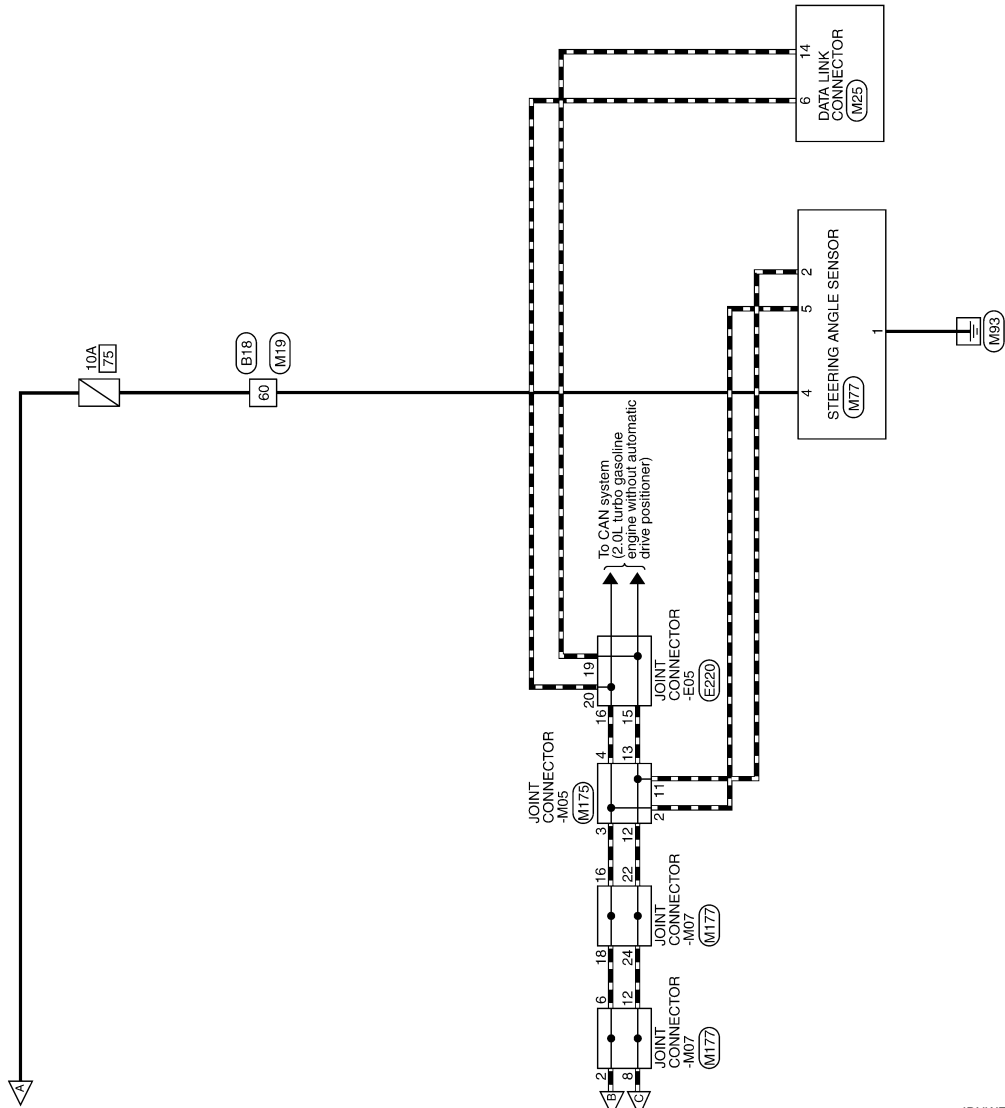 14
6
DATA LINK
CONNECTOR
M25
2
5
4
STEERING ANGLE SENSOR
M77
1
M93
10A
75
B18
M19
60
To CAN system
(2.0L turbo gasoline
engine without automatic
drive positioner)
20
19
16
15
JOINT
CONNECTOR
-E05
E220
4
13
JOINT
CONNECTOR
-M05
M175
11
2
3
12
16
22
JOINT
CONNECTOR
-M07
M177
18
24
6
12
JOINT
CONNECTOR
-M07
M177
2
8
A
B
C